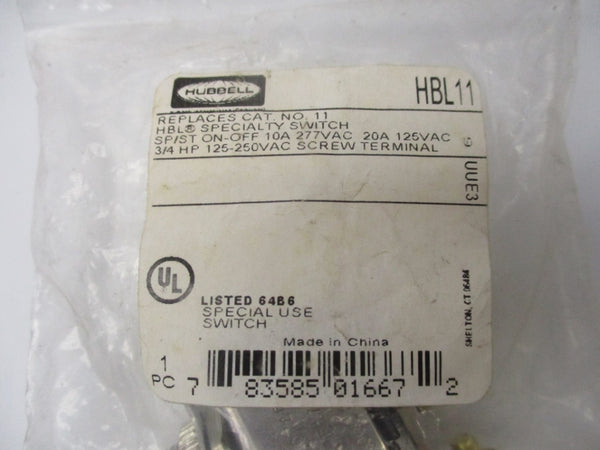 HUBBELL
HBL11
REPLACES CAT. NO. 11
HBL® SPECIALTY SWITCH
SP/ST ON-OFF 10A 277VAC 20A 125VAC
3/4 HP 125-250VAC SCREW TERMINAL
9 UUE3
UL
LISTED 64B6
SPECIAL USE
SWITCH
SHELTON, CT 06484
Made in China
1
PC
7 83585 01667 2